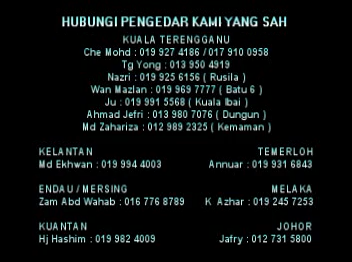 HUBUNGI PENGEDAR KAMI YANG SAH
KUALA TERENGGANU
Che Mohd : 019 927 4186 / 017 910 0958
Tg Yong : 013 950 4919
Nazri : 019 925 6156 ( Rusila )
Wan Mazlan : 019 969 7777 ( Batu 6 )
Ju : 019 991 5568 ( Kuala Ibai )
Ahmad Jefri : 013 980 7076 ( Dungun )
Md Zahariza : 012 989 2325 ( Kemaman )
KELANTAN
Md Ekhwan : 019 994 4003
TEMERLOH
Annuar : 019 931 6843
ENDAU / MERSING
Zam Abd Wahab : 016 776 8789
MELAKA
K Azhar : 019 245 7253
KUANTAN
Hj Hashim : 019 982 4009
JOHOR
Jafry : 012 731 5800